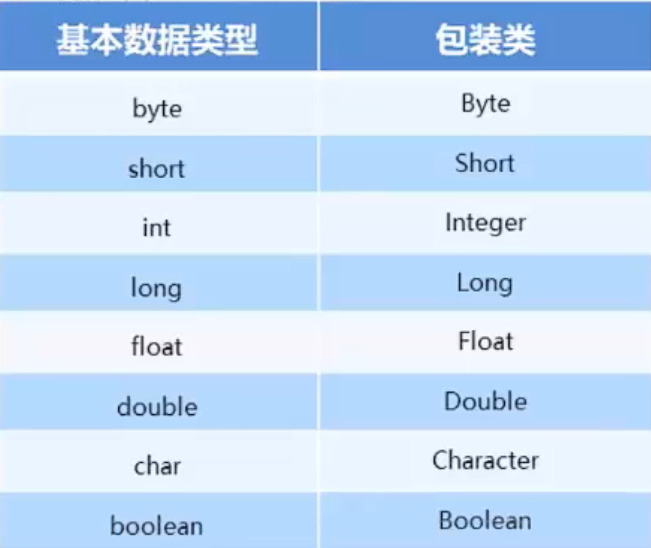 基本数据类型 包装类
byte Byte
short Short
int Integer
long Long
float Float
double Double
char Character
boolean Boolean